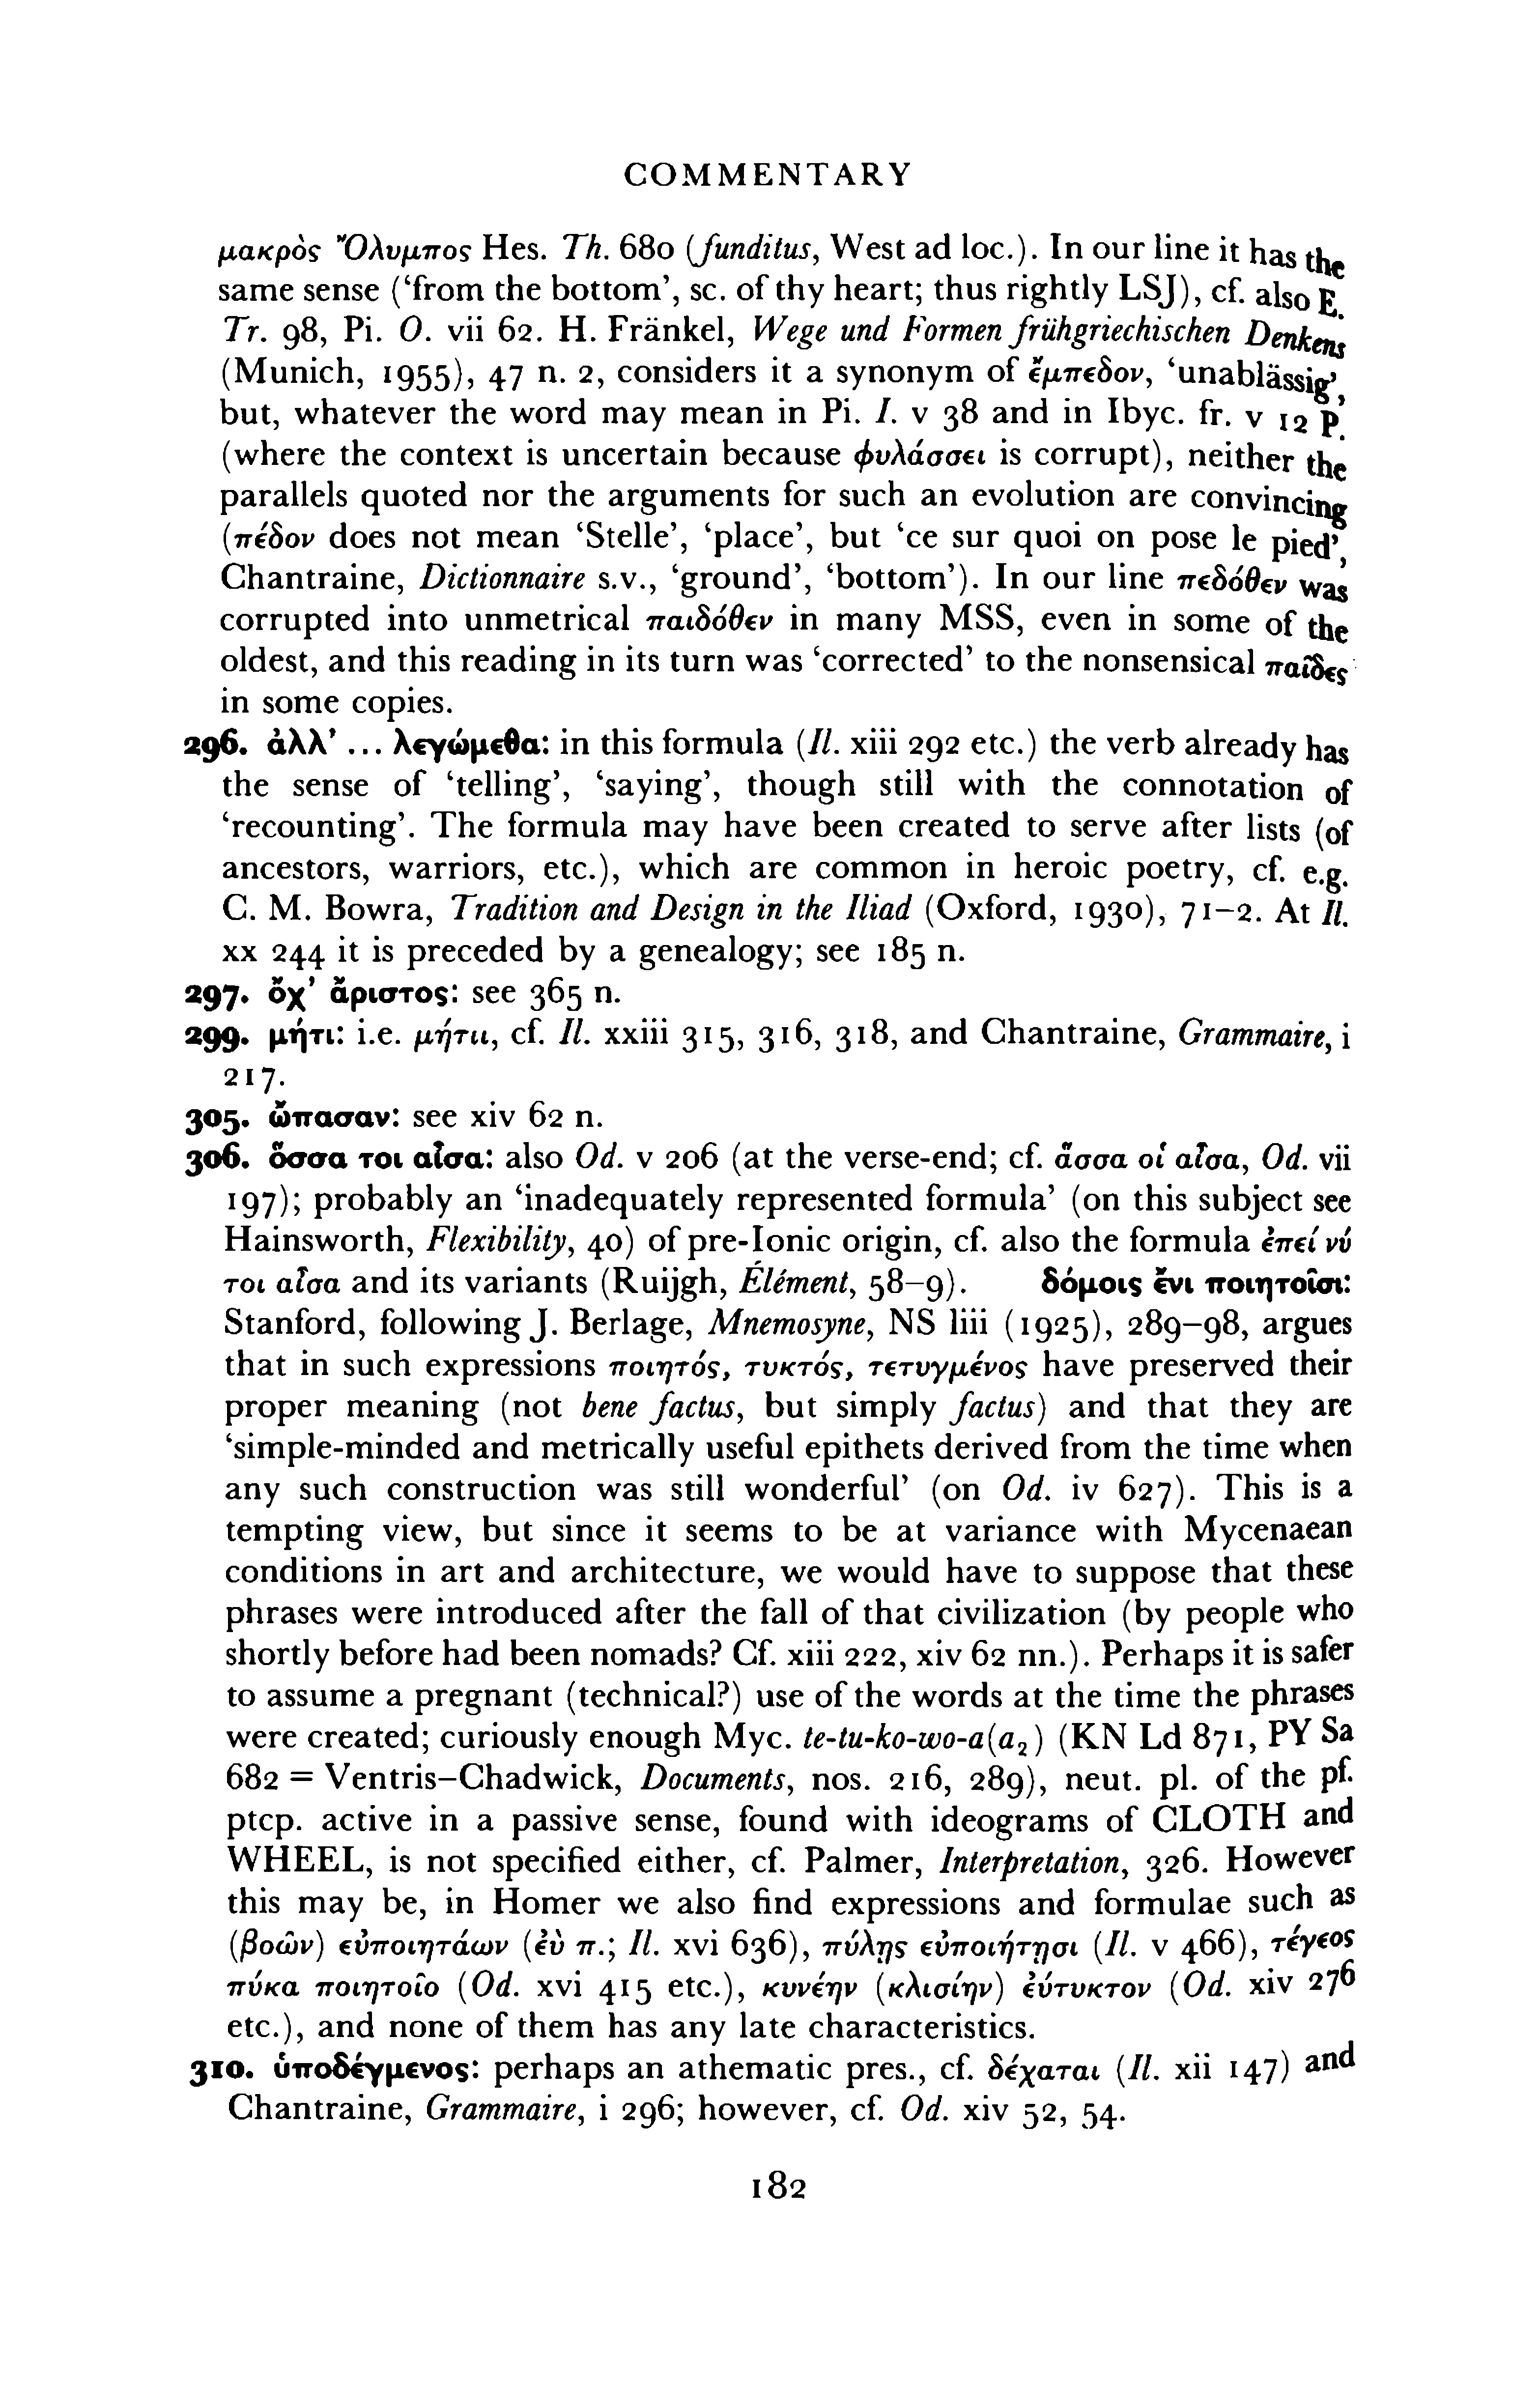 COMMENTARY
μακρὸς Ὄλυμπος Hes. Th. 680 (funditus, West ad loc.). In our line it has the
same sense (‘from the bottom’, sc. of thy heart; thus rightly LSJ), cf. also E.
Tr. 98, Pi. O. vii 62. H. Fränkel, Wege und Formen frühgriechischen Denkens
(Munich, 1955), 47 n. 2, considers it a synonym of ἔμπεδον, ‘unablässig’,
but, whatever the word may mean in Pi. I. v 38 and in Ibyc. fr. v 12 P.
(where the context is uncertain because φυλάσσει is corrupt), neither the
parallels quoted nor the arguments for such an evolution are convincing
(πέδον does not mean ‘Stelle’, ‘place’, but ‘ce sur quoi on pose le pied’,
Chantraine, Dictionnaire s.v., ‘ground’, ‘bottom’). In our line πεδόθεν was
corrupted into unmetrical παιδόθεν in many MSS, even in some of the
oldest, and this reading in its turn was ‘corrected’ to the nonsensical παῖδες
in some copies.
296. ἀλλ’ ... λεγώμεθα: in this formula (Il. xiii 292 etc.) the verb already has
the sense of ‘telling’, ‘saying’, though still with the connotation of
‘recounting’. The formula may have been created to serve after lists (of
ancestors, warriors, etc.), which are common in heroic poetry, cf. e.g.
C. M. Bowra, Tradition and Design in the Iliad (Oxford, 1930), 71–2. At Il.
xx 244 it is preceded by a genealogy; see 185 n.
297. ὄχ’ ἄριστος: see 365 n.
299. μήτι: i.e. μήτιι, cf. Il. xxiii 315, 316, 318, and Chantraine, Grammaire, i
217.
305. ὤπασαν: see xiv 62 n.
306. ὅσσα τοι αἶσα: also Od. v 206 (at the verse-end; cf. ἅσσα οἱ αἶσα, Od. vii
197); probably an ‘inadequately represented formula’ (on this subject see
Hainsworth, Flexibility, 40) of pre-Ionic origin, cf. also the formula ἐπεί νύ
τοι αἶσα and its variants (Ruijgh, Élément, 58–9). δόμοις ἔνι ποιητοῖσι:
Stanford, following J. Berlage, Mnemosyne, NS liii (1925), 289–98, argues
that in such expressions ποιητός, τυκτός, τετυγμένος have preserved their
proper meaning (not bene factus, but simply factus) and that they are
‘simple-minded and metrically useful epithets derived from the time when
any such construction was still wonderful’ (on Od. iv 627). This is a
tempting view, but since it seems to be at variance with Mycenaean
conditions in art and architecture, we would have to suppose that these
phrases were introduced after the fall of that civilization (by people who
shortly before had been nomads? Cf. xiii 222, xiv 62 nn.). Perhaps it is safer
to assume a pregnant (technical?) use of the words at the time the phrases
were created; curiously enough Myc. te-tu-ko-wo-a(a₂) (KN Ld 871, PY Sa
682 = Ventris–Chadwick, Documents, nos. 216, 289), neut. pl. of the pf.
ptcp. active in a passive sense, found with ideograms of CLOTH and
WHEEL, is not specified either, cf. Palmer, Interpretation, 326. However
this may be, in Homer we also find expressions and formulae such as
(βοῶν) εὐποιητάων (ἐὺ π.; Il. xvi 636), πύλῃς εὐποιήτῃσι (Il. v 466), τέγεος
πύκα ποιητοῖο (Od. xvi 415 etc.), κυνέην (κλισίην) ἐύτυκτον (Od. xiv 276
etc.), and none of them has any late characteristics.
310. ὑποδέγμενος: perhaps an athematic pres., cf. δέχαται (Il. xii 147) and
Chantraine, Grammaire, i 296; however, cf. Od. xiv 52, 54.
182